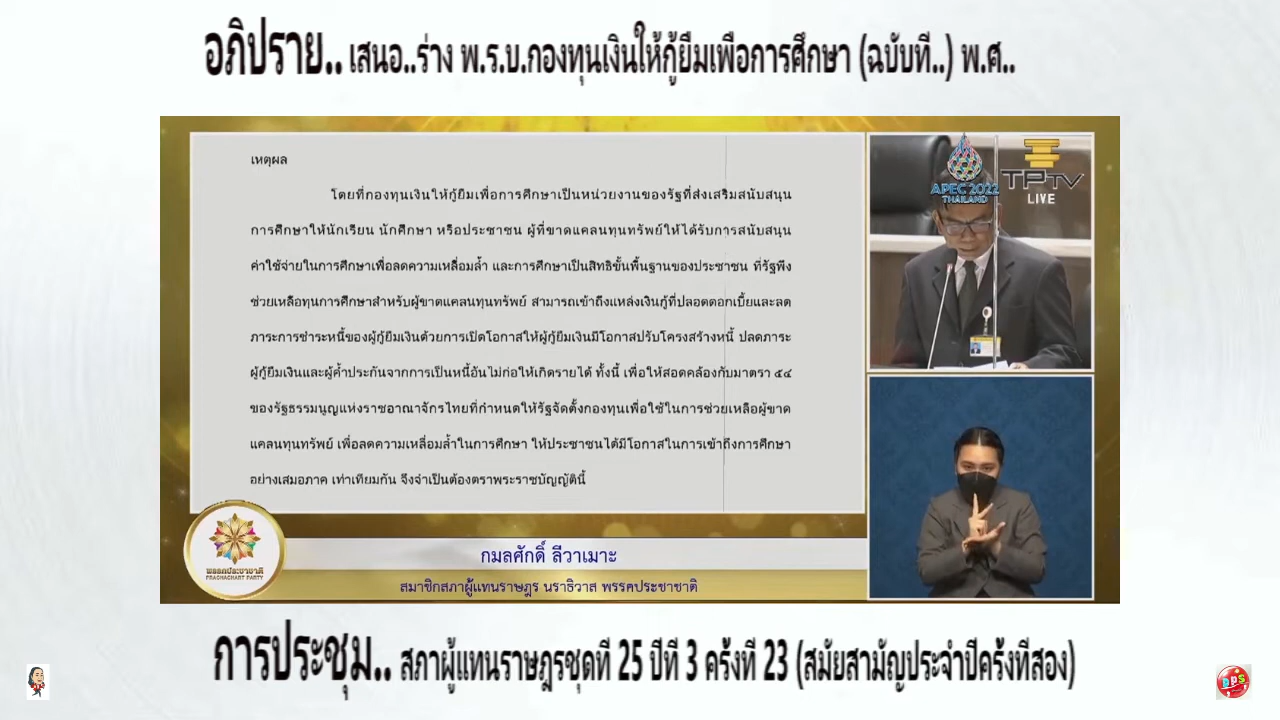 อภิปราย.. เสนอ..ร่าง พ.ร.บ.กองทุนเงินให้กู้ยืมเพื่อการศึกษา (ฉบับที่..) พ.ศ..
เหตุผล
โดยที่กองทุนเงินให้กู้ยืมเพื่อการศึกษาเป็นหน่วยงานของรัฐที่ส่งเสริมสนับสนุน
การศึกษาให้นักเรียน นักศึกษา หรือประชาชน ผู้ที่ขาดแคลนทุนทรัพย์ให้ได้รับการสนับสนุน
ค่าใช้จ่ายในการศึกษาเพื่อลดความเหลื่อมล้ำ และการศึกษาเป็นสิทธิขั้นพื้นฐานของประชาชน ที่รัฐพึง
ช่วยเหลือทุนการศึกษาสำหรับผู้ขาดแคลนทุนทรัพย์ สามารถเข้าถึงแหล่งเงินกู้ที่ปลอดดอกเบี้ยและลด
ภาระการชำระหนี้ของผู้กู้ยืมเงินด้วยการเปิดโอกาสให้ผู้กู้ยืมเงินมีโอกาสปรับโครงสร้างหนี้ ปลดภาระ
ผู้กู้ยืมเงินและผู้ค้ำประกันจากการเป็นหนี้อันไม่ก่อให้เกิดรายได้ ทั้งนี้ เพื่อให้สอดคล้องกับมาตรา ๕๔
ของรัฐธรรมนูญแห่งราชอาณาจักรไทยที่กำหนดให้รัฐจัดตั้งกองทุนเพื่อใช้ในการช่วยเหลือผู้ขาด
แคลนทุนทรัพย์ เพื่อลดความเหลื่อมล้ำในการศึกษา ให้ประชาชนได้มีโอกาสในการเข้าถึงการศึกษา
อย่างเสมอภาค เท่าเทียมกัน จึงจำเป็นต้องตราพระราชบัญญัตินี้
APEC 2022
THAILAND
TPTV
LIVE
พรรคประชาชาติ
PRACHACHART PARTY
กมลศักดิ์ ลีวาเมาะ
สมาชิกสภาผู้แทนราษฎร นราธิวาส พรรคประชาชาติ
การประชุม.. สภาผู้แทนราษฎรชุดที่ 25 ปีที่ 3 ครั้งที่ 23 (สมัยสามัญประจำปีครั้งที่สอง)
DPS